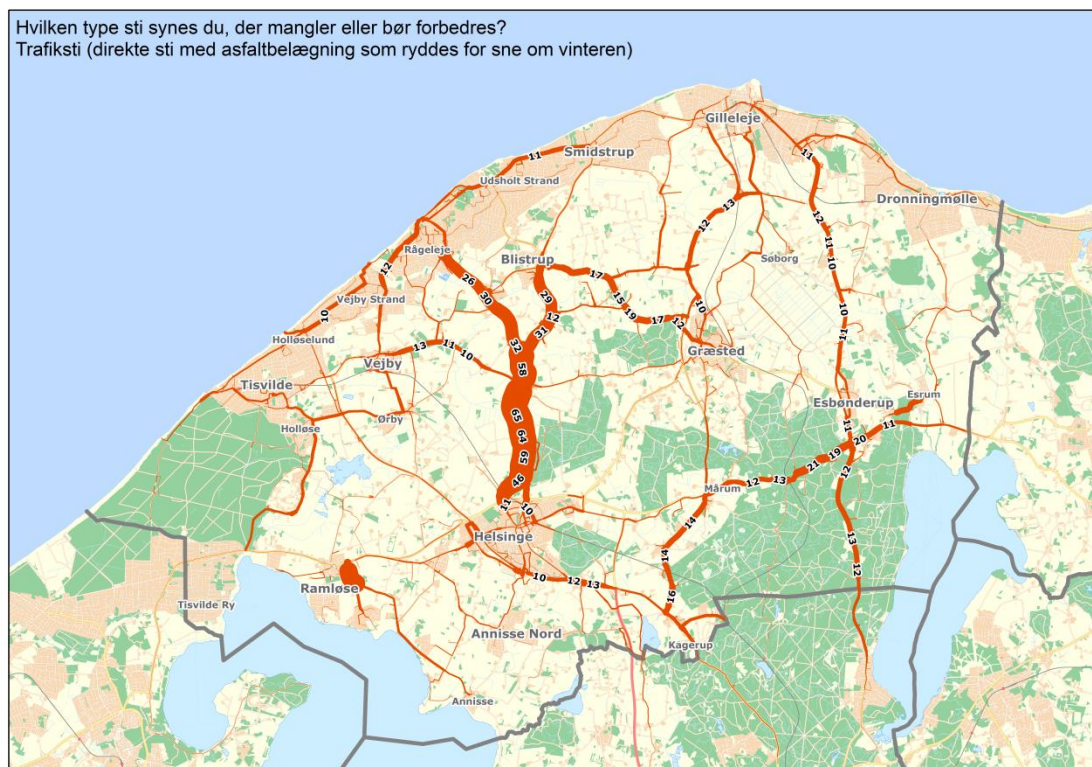 Hvilken type sti synes du, der mangler eller bør forbedres?
Trafiksti (direkte sti med asfaltbelægning som ryddes for sne om vinteren)
Gilleleje
11
Smidstrup
11
Udsholt Strand
Dronningmølle
13
12
12
Rågeleje
12
11
10
Blistrup
Søborg
26
30
17
29
15
19
17
12
10
Vejby Strand
10
12
31
10
11
Holløselund
32
58
13
11
10
Vejby
Græsted
Tisvilde
65
64
59
46
Esbønderup
Esrum
Ørby
Holløse
11
20
11
19
21
13
12
12
Mårum
11
10
14
13
12
Helsinge
14
16
10
12
13
Ramløse
Tisvilde Ry
Annisse Nord
Kagerup
Annisse